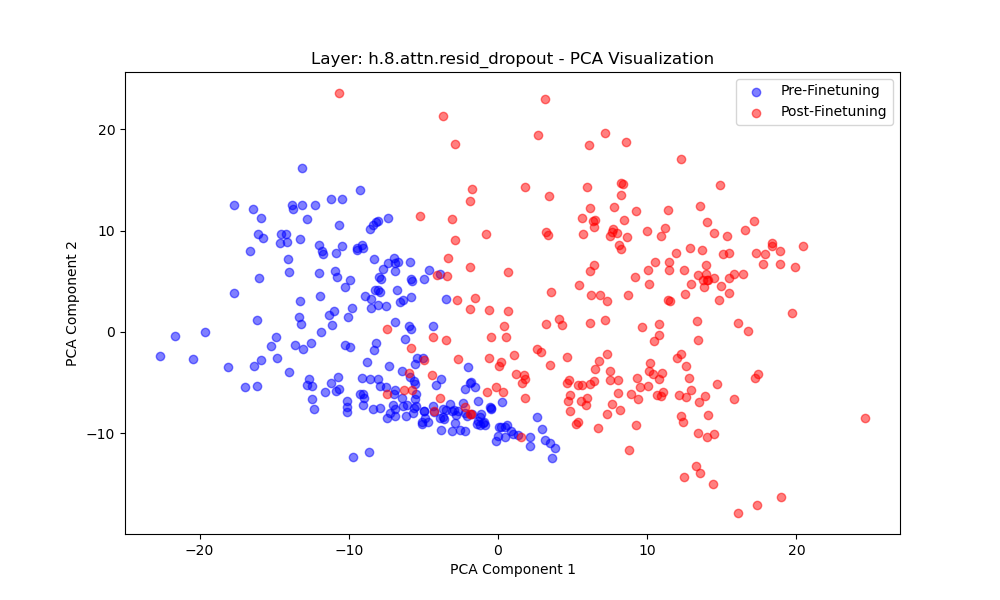 Layer: h.8.attn.resid_dropout - PCA Visualization
Pre-Finetuning
Post-Finetuning
20
10
0
−10
PCA Component 2
−20
−10
0
10
20
PCA Component 1